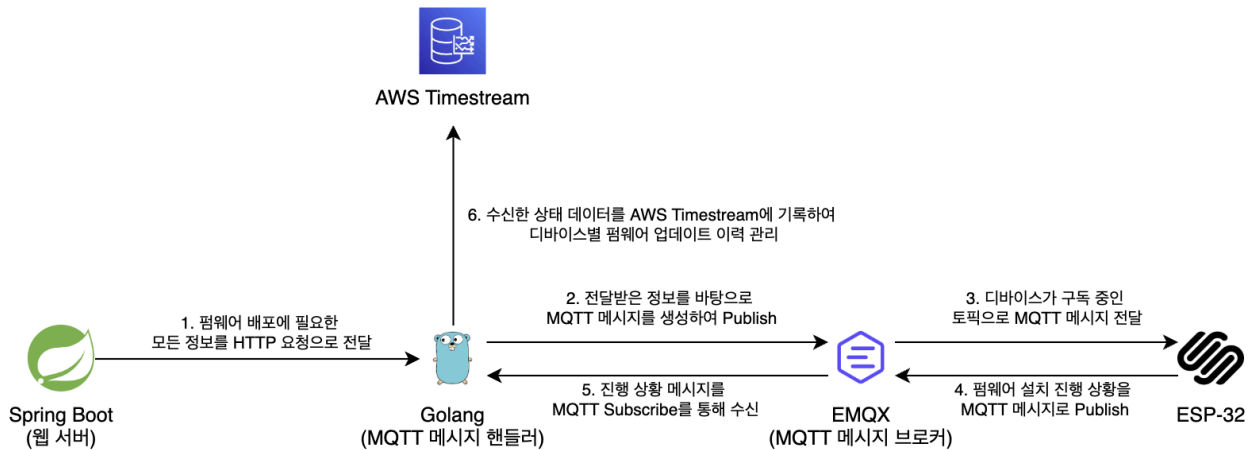 AWS Timestream
6. 수신한 상태 데이터를 AWS Timestream에 기록하여
디바이스별 펌웨어 업데이트 이력 관리
1. 펌웨어 배포에 필요한
모든 정보를 HTTP 요청으로 전달
2. 전달받은 정보를 바탕으로
MQTT 메시지를 생성하여 Publish
3. 디바이스가 구독 중인
토픽으로 MQTT 메시지 전달
5. 진행 상황 메시지를
MQTT Subscribe를 통해 수신
4. 펌웨어 설치 진행 상황을
MQTT 메시지로 Publish
Spring Boot
(웹 서버)
Golang
(MQTT 메시지 핸들러)
EMQX
(MQTT 메시지 브로커)
ESP-32